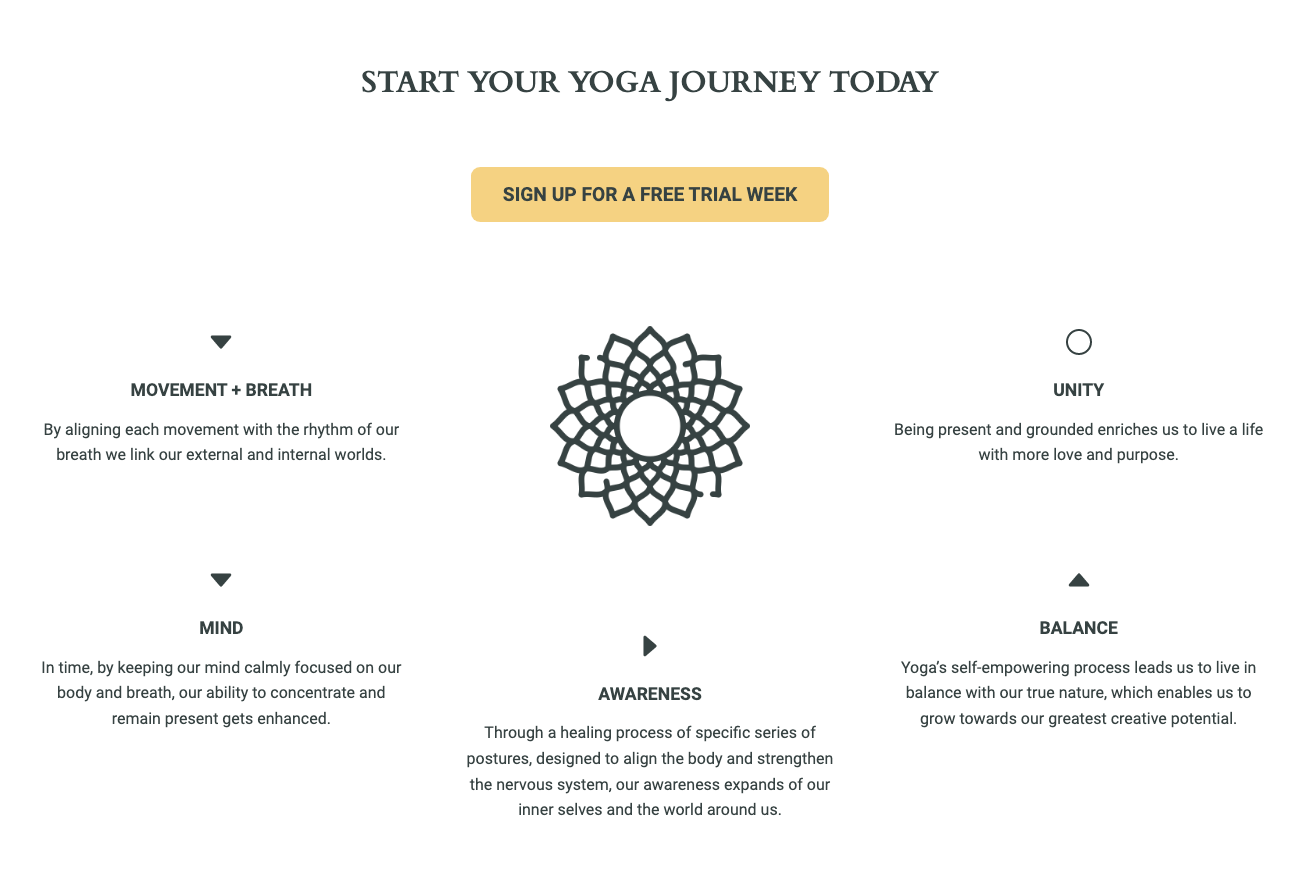 START YOUR YOGA JOURNEY TODAY
SIGN UP FOR A FREE TRIAL WEEK
MOVEMENT + BREATH
By aligning each movement with the rhythm of our
breath we link our external and internal worlds.
MIND
In time, by keeping our mind calmly focused on our
body and breath, our ability to concentrate and
remain present gets enhanced.
AWARENESS
Through a healing process of specific series of
postures, designed to align the body and strengthen
the nervous system, our awareness expands of our
inner selves and the world around us.
UNITY
Being present and grounded enriches us to live a life
with more love and purpose.
BALANCE
Yoga’s self-empowering process leads us to live in
balance with our true nature, which enables us to
grow towards our greatest creative potential.